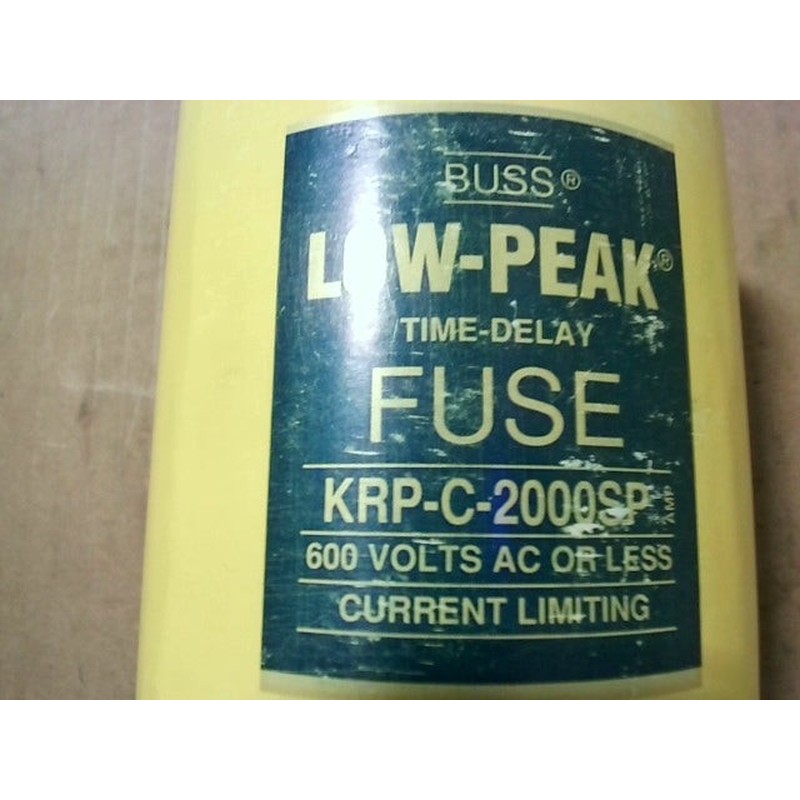 BUSS®
LOW-PEAK®
TIME-DELAY
FUSE
KRP-C-2000SP AMP
600 VOLTS AC OR LESS
CURRENT LIMITING